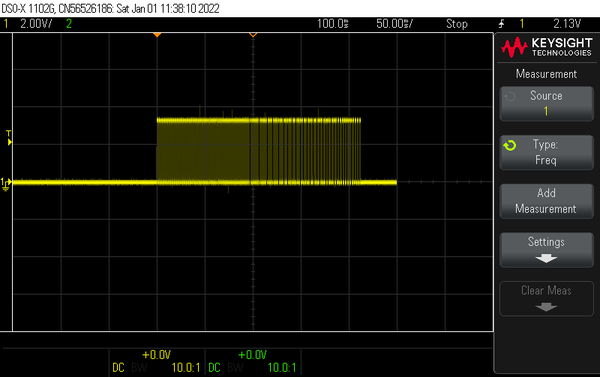 DSO-X 1102G, CN56526186: Sat Jan 01 11:38:10 2022
1 2.00V/ 2 100.0s 50.00s/ Stop 1 2.13V
KEYSIGHT
TECHNOLOGIES
Measurement
Source
1
Type:
Freq
Add
Measurement
Settings
Clear Meas
T
1
+0.0V +0.0V
DC BW 10.0:1 DC BW 10.0:1